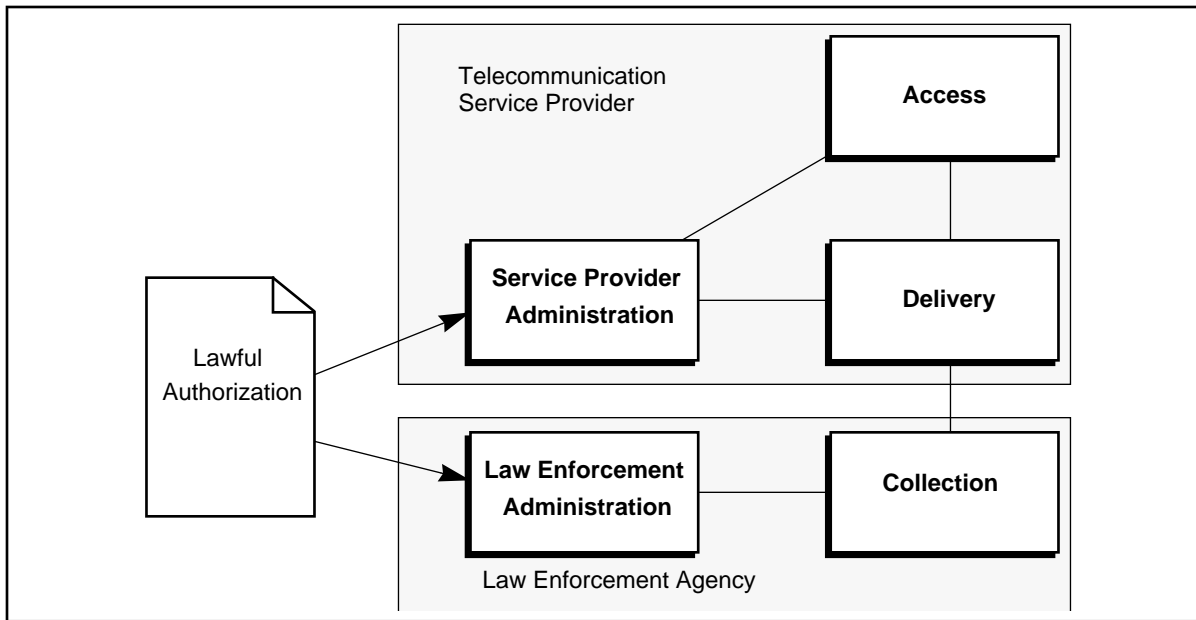 Telecommunication
Service Provider
Access
Service Provider
Administration
Delivery
Lawful
Authorization
Law Enforcement
Administration
Collection
Law Enforcement Agency